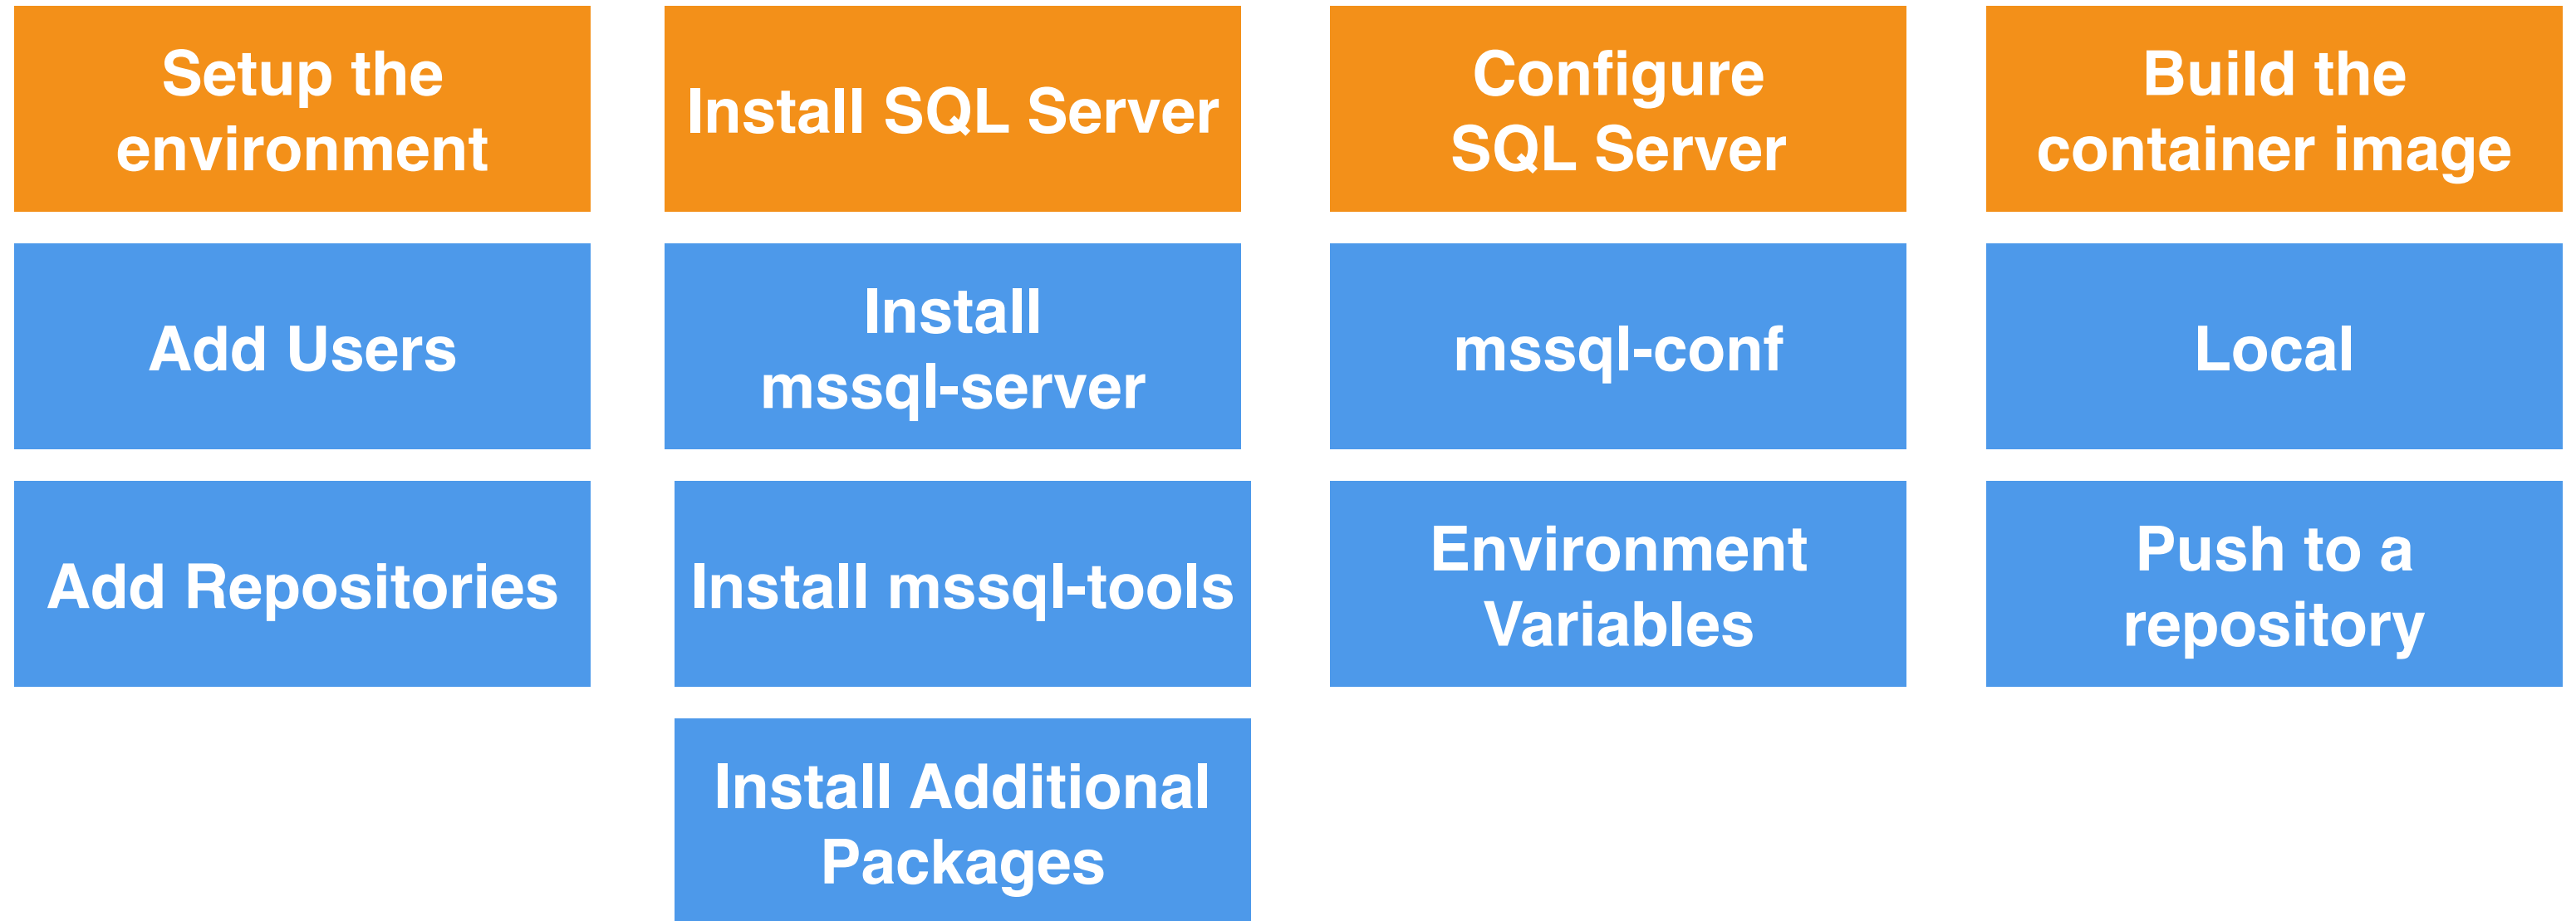 Setup the
environment
Install SQL Server
Configure
SQL Server
Build the
container image
Add Users
Install
mssql-server
mssql-conf
Local
Add Repositories
Install mssql-tools
Environment
Variables
Push to a
repository
Install Additional
Packages